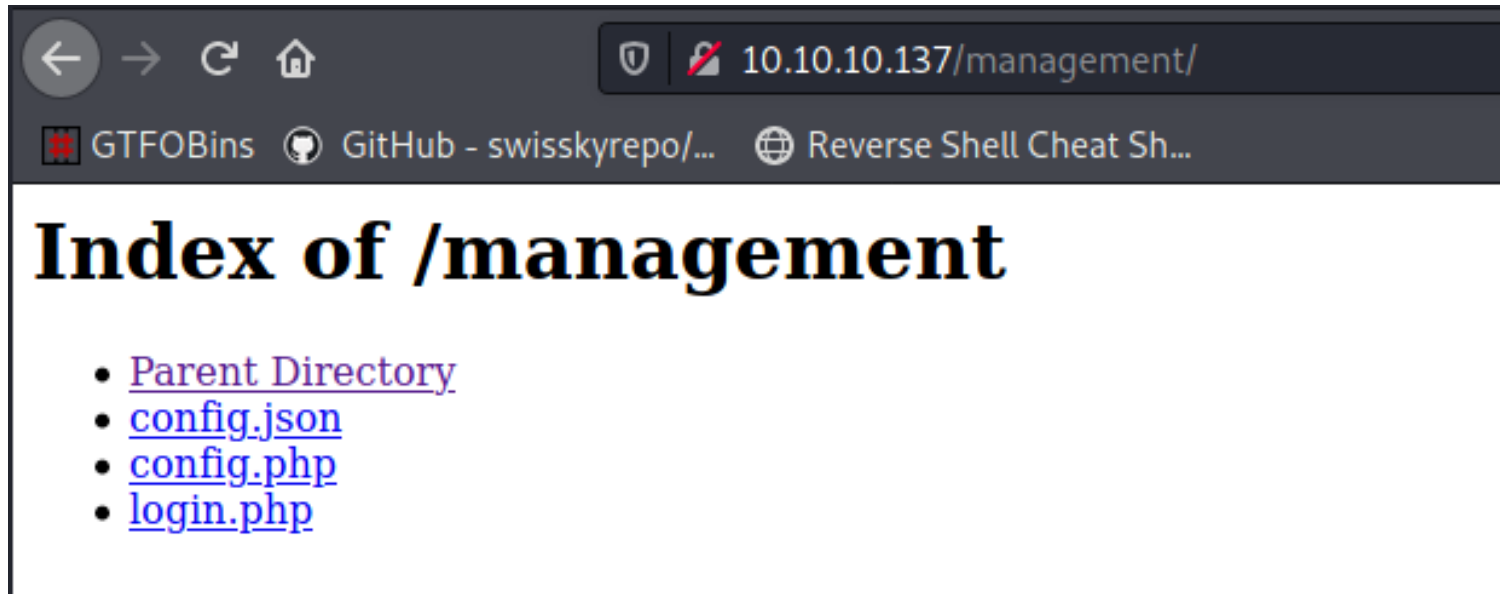 10.10.10.137/management/
GTFOBins GitHub - swisskyrepo/... Reverse Shell Cheat Sh...
Index of /management
Parent Directory
config.json
config.php
login.php